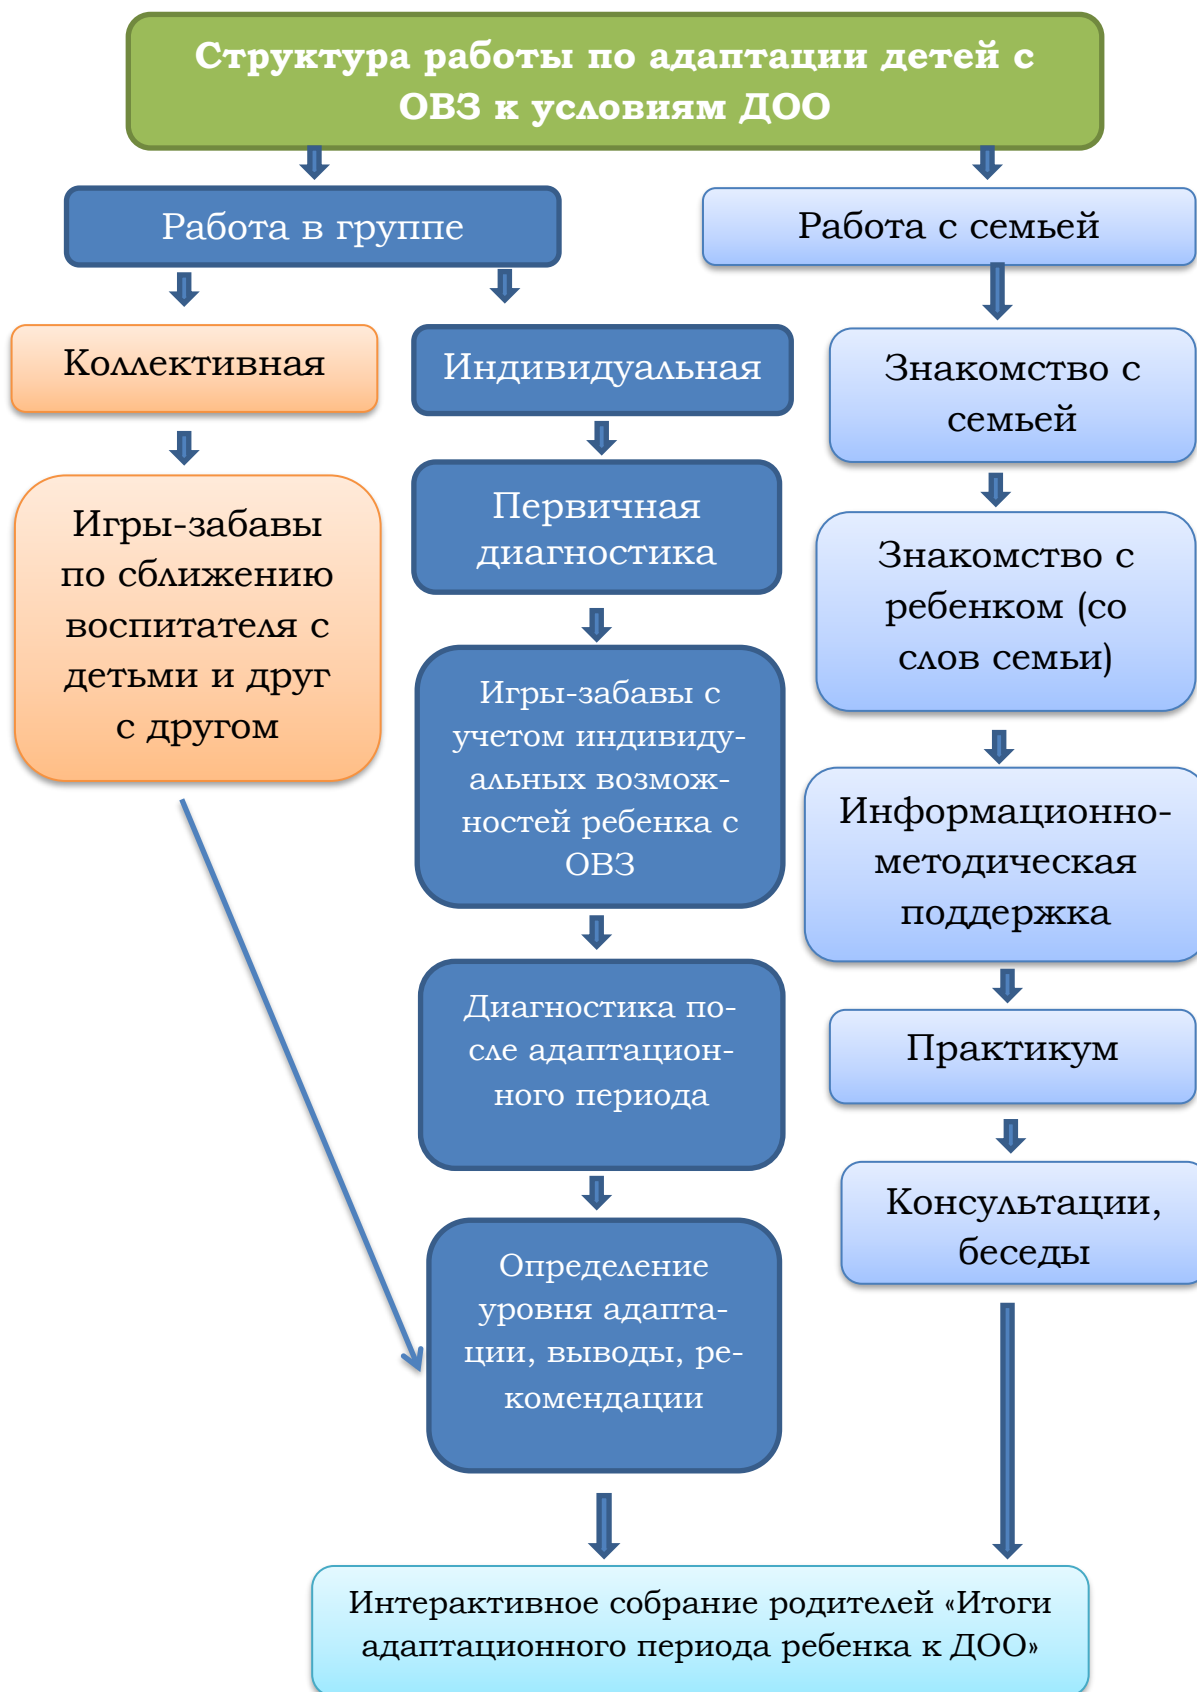 Структура работы по адаптации детей с
ОВЗ к условиям ДОО
Работа в группе
Работа с семьей
Коллективная
Индивидуальная
Знакомство с
семьей
Игры-забавы
по сближению
воспитателя с
детьми и друг
с другом
Первичная
диагностика
Знакомство с
ребенком (со
слов семьи)
Игры-забавы с
учетом индивиду-
альных возмож-
ностей ребенка с
ОВЗ
Информационно-
методическая
поддержка
Диагностика по-
сле адаптацион-
ного периода
Практикум
Консультации,
беседы
Определение
уровня адапта-
ции, выводы, ре-
комендации
Интерактивное собрание родителей «Итоги
адаптационного периода ребенка к ДОО»